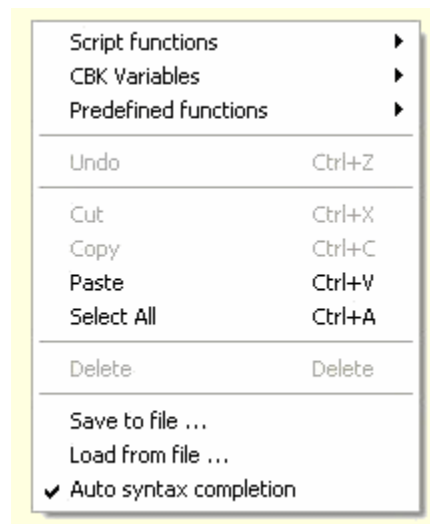 Script functions
CBK Variables
Predefined functions
Undo Ctrl+Z
Cut Ctrl+X
Copy Ctrl+C
Paste Ctrl+V
Select All Ctrl+A
Delete Delete
Save to file ...
Load from file ...
Auto syntax completion